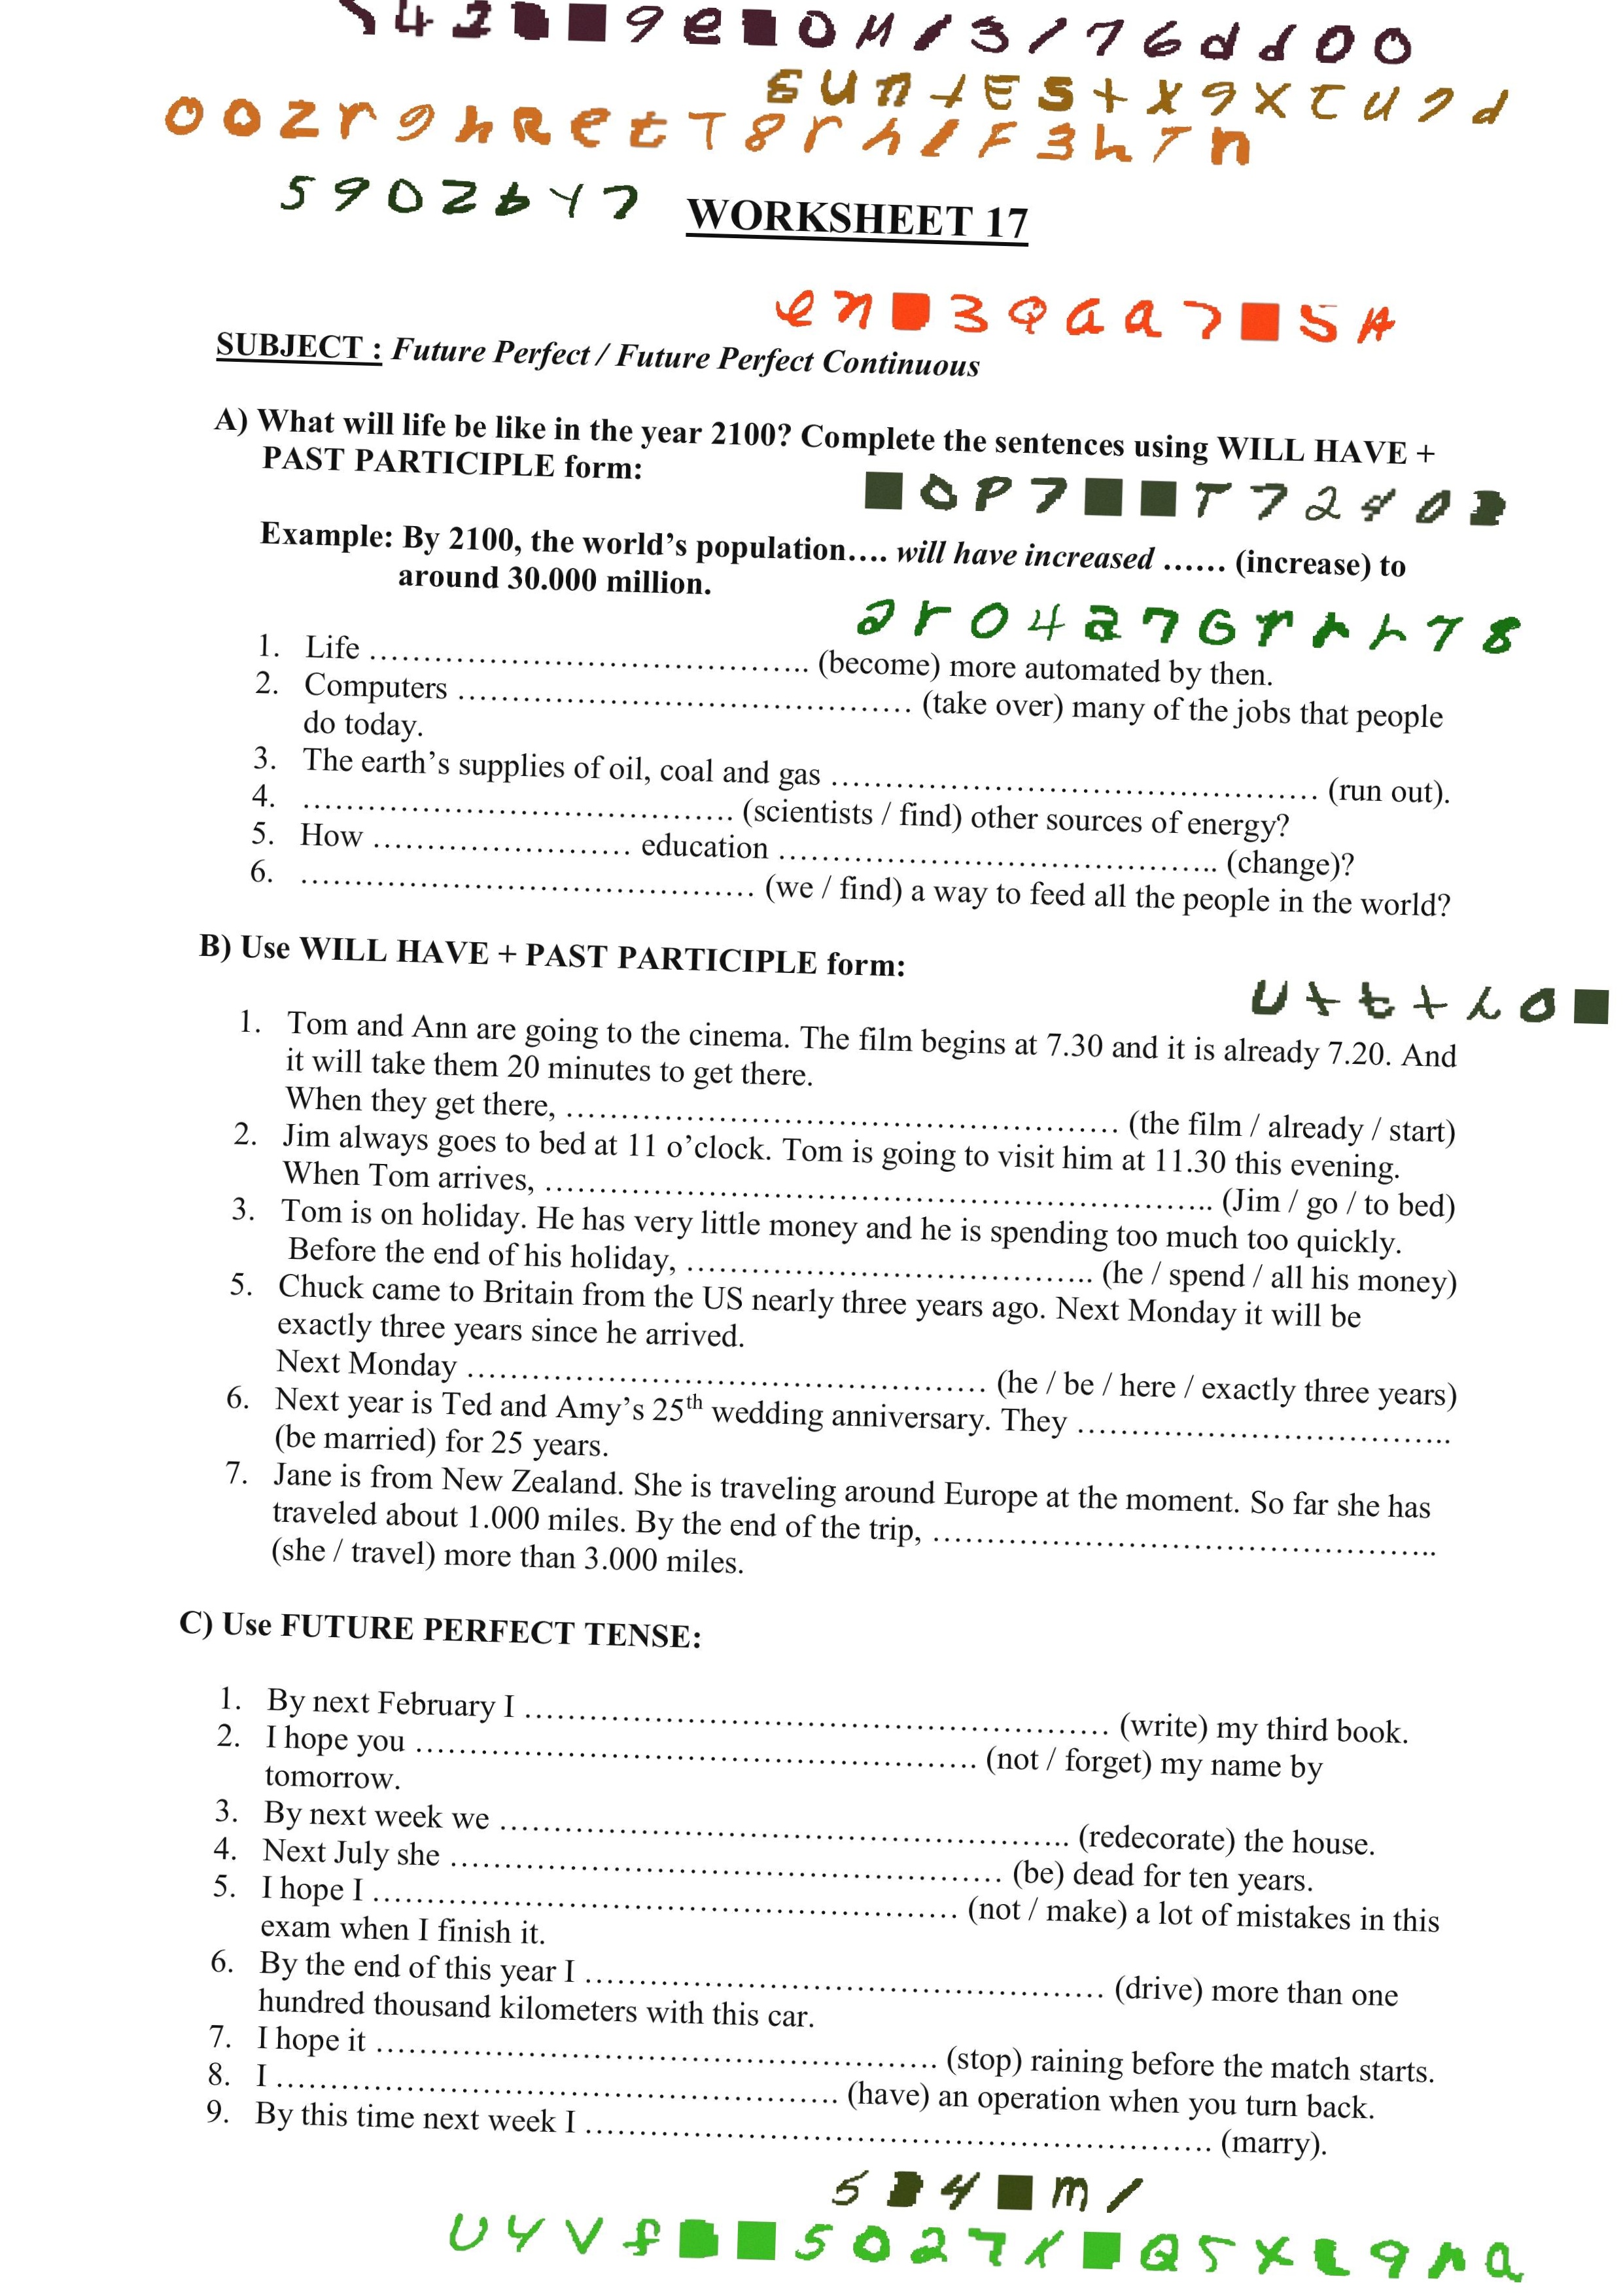 WORKSHEET 17
SUBJECT : Future Perfect / Future Perfect Continuous
A) What will life be like in the year 2100? Complete the sentences using WILL HAVE +
PAST PARTICIPLE form:
Example: By 2100, the world’s population…. will have increased …… (increase) to
around 30.000 million.
1. Life ………………………………….. (become) more automated by then.
2. Computers …………………………………… (take over) many of the jobs that people
do today.
3. The earth’s supplies of oil, coal and gas ……………………………………… (run out).
4. …………………………………. (scientists / find) other sources of energy?
5. How …………………… education ………………………………….. (change)?
6. …………………………………… (we / find) a way to feed all the people in the world?
B) Use WILL HAVE + PAST PARTICIPLE form:
1. Tom and Ann are going to the cinema. The film begins at 7.30 and it is already 7.20. And
it will take them 20 minutes to get there.
When they get there, …………………………………………… (the film / already / start)
2. Jim always goes to bed at 11 o’clock. Tom is going to visit him at 11.30 this evening.
When Tom arrives, …………………………………………………….. (Jim / go / to bed)
3. Tom is on holiday. He has very little money and he is spending too much too quickly.
Before the end of his holiday, ……………………………….. (he / spend / all his money)
5. Chuck came to Britain from the US nearly three years ago. Next Monday it will be
exactly three years since he arrived.
Next Monday ………………………………………… (he / be / here / exactly three years)
6. Next year is Ted and Amy’s 25th wedding anniversary. They ……………………………..
(be married) for 25 years.
7. Jane is from New Zealand. She is traveling around Europe at the moment. So far she has
traveled about 1.000 miles. By the end of the trip, ………………………………………..
(she / travel) more than 3.000 miles.
C) Use FUTURE PERFECT TENSE:
1. By next February I ……………………………………………… (write) my third book.
2. I hope you ……………………………………………. (not / forget) my name by
tomorrow.
3. By next week we …………………………………………….. (redecorate) the house.
4. Next July she …………………………………………… (be) dead for ten years.
5. I hope I ……………………………………………… (not / make) a lot of mistakes in this
exam when I finish it.
6. By the end of this year I ………………………………………… (drive) more than one
hundred thousand kilometers with this car.
7. I hope it …………………………………………… (stop) raining before the match starts.
8. I ……………………………………………. (have) an operation when you turn back.
9. By this time next week I …………………………………………………. (marry).